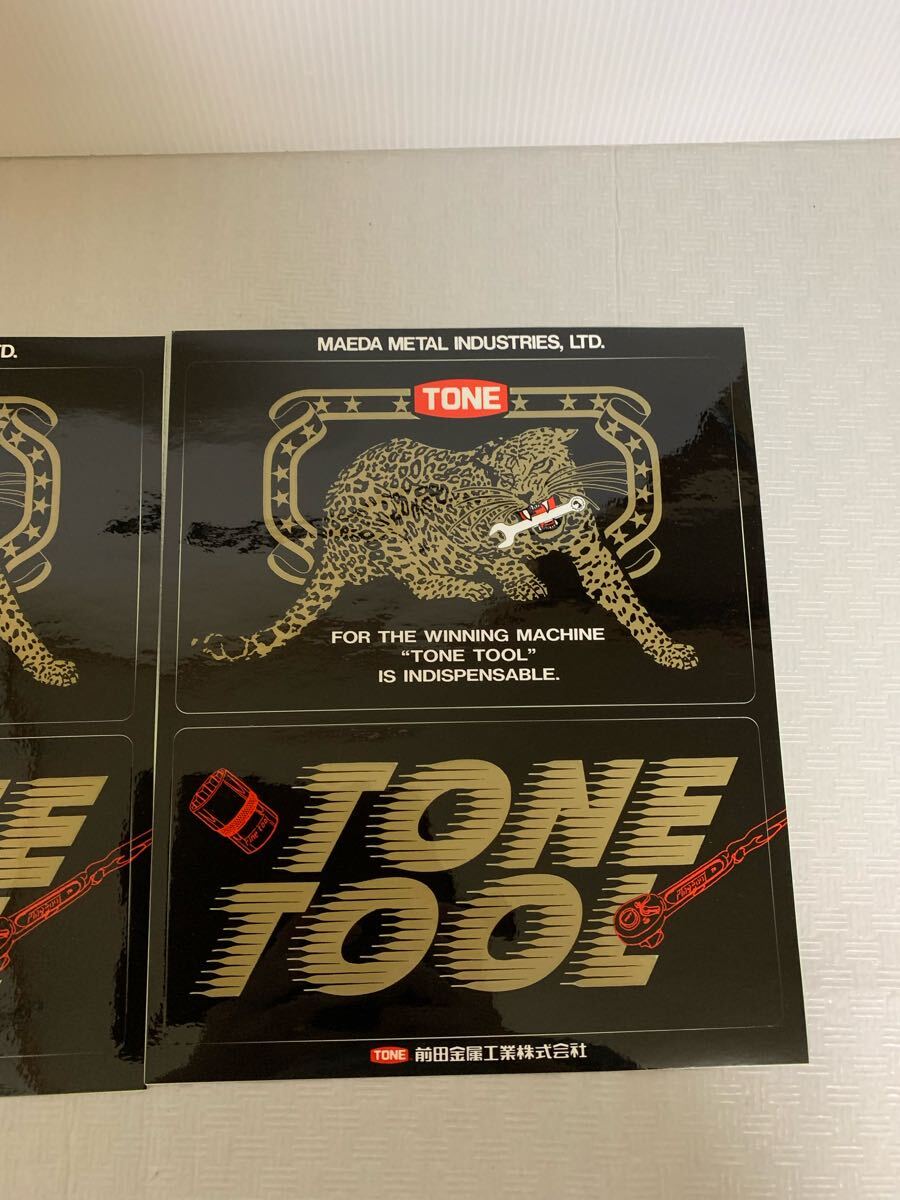 TD.
MAEDA METAL INDUSTRIES, LTD.
TONE
FOR THE WINNING MACHINE
“TONE TOOL”
IS INDISPENSABLE.
TONE
TOOL
TONE 前田金属工業株式会社